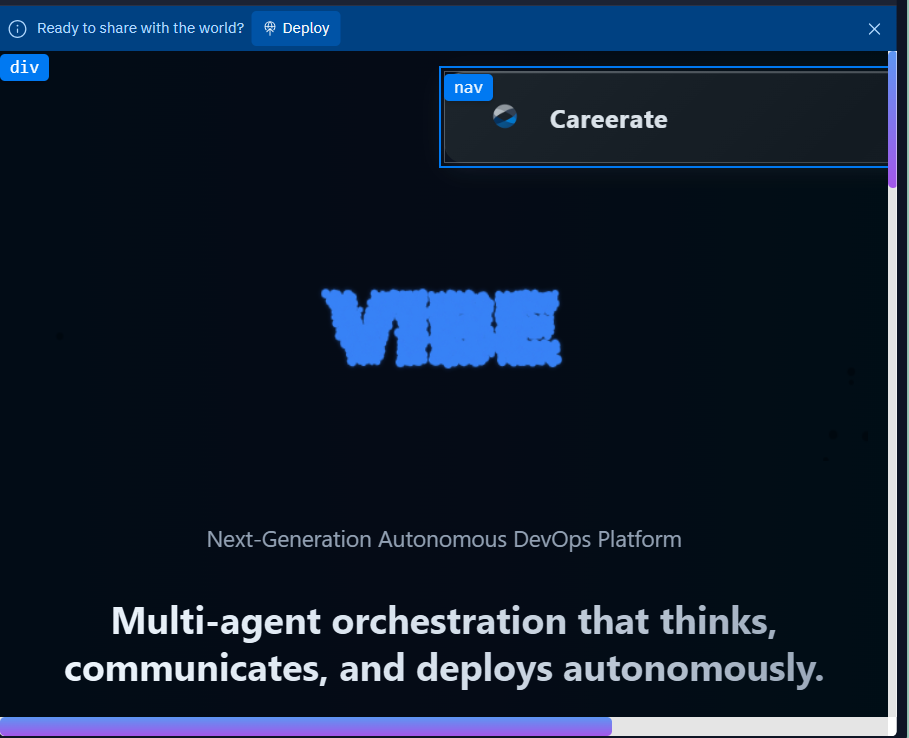 Ready to share with the world? Deploy
div
nav
Careerate
VIBE
Next-Generation Autonomous DevOps Platform
Multi-agent orchestration that thinks,
communicates, and deploys autonomously.